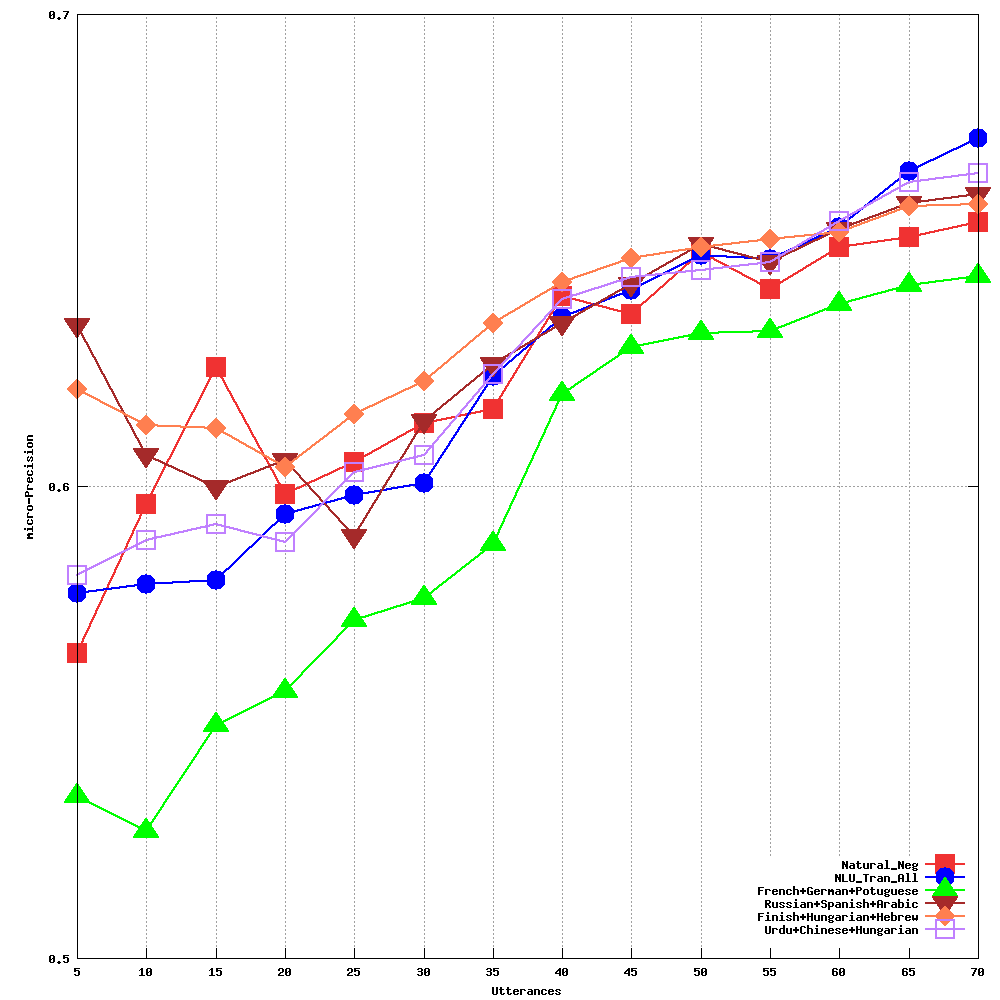 0.7
micro-Precision
0.6
Natural_Neg
NLU_Tran_All
French+German+Potuguese
Russian+Spanish+Arabic
Finish+Hungarian+Hebrew
Urdu+Chinese+Hungarian
0.5
5 10 15 20 25 30 35 40 45 50 55 60 65 70
Utterances